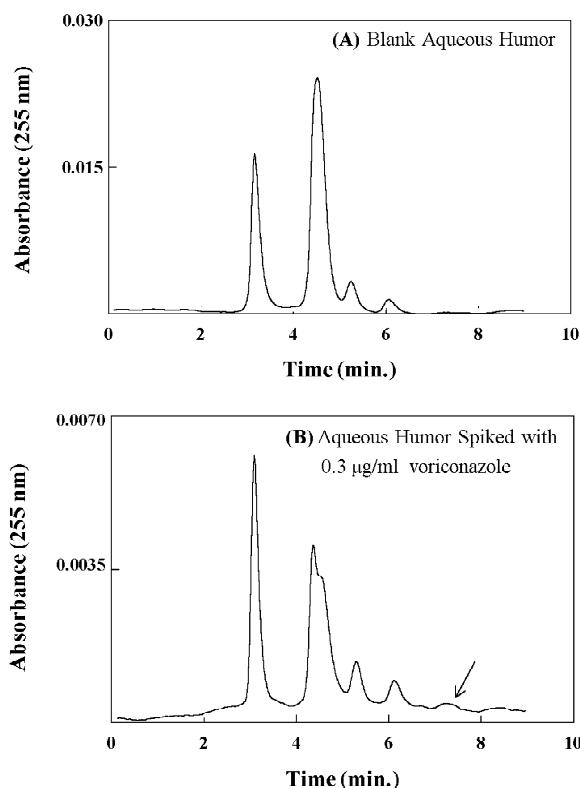 0.030
(A) Blank Aqueous Humor
0.015
Absorbance (255 nm)
0 2 4 6 8 10
Time (min.)
0.0070
(B) Aqueous Humor Spiked with
0.3 μg/ml voriconazole
0.0035
Absorbance (255 nm)
0 2 4 6 8 10
Time (min.)